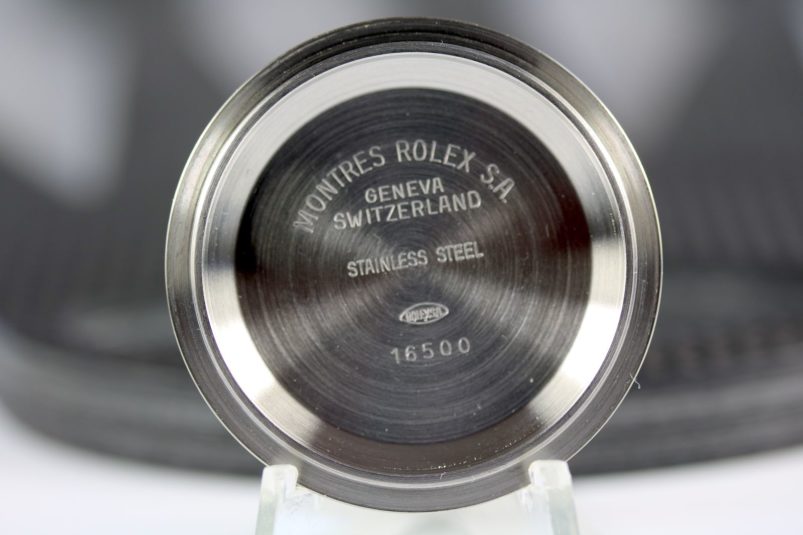 MONTRES ROLEX S.A.
GENEVA
SWITZERLAND
STAINLESS STEEL
16500